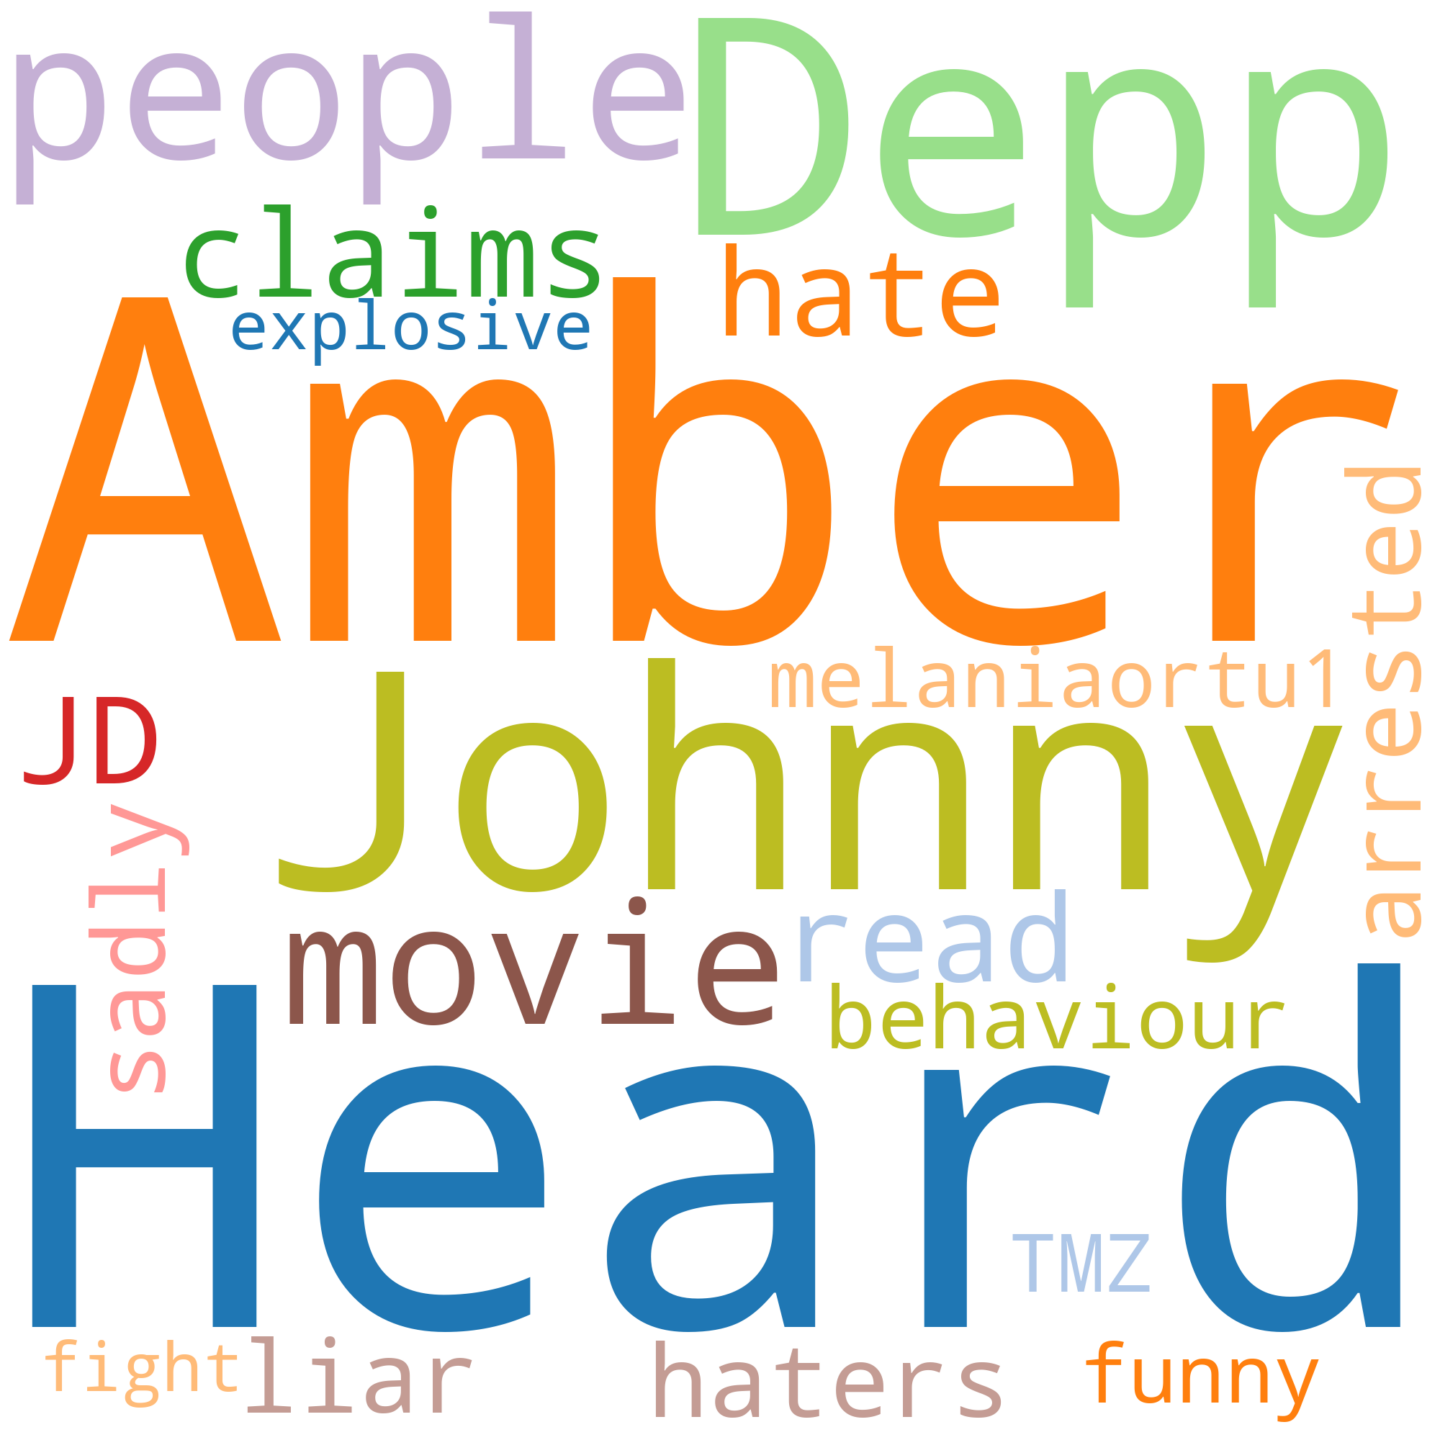 people
Depp
claims
hate
explosive
Amber
arrested
melaniaortu1
JD
Johnny
sadly
movie
read
behaviour
Heard
TMZ
fight
liar
haters
funny